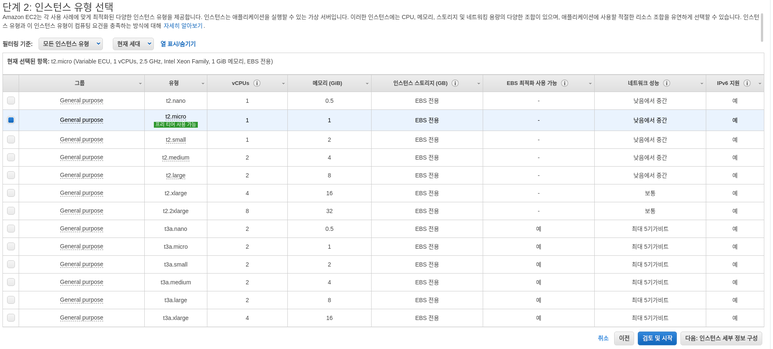 단계 2: 인스턴스 유형 선택
Amazon EC2는 각 사용 사례에 맞게 최적화된 다양한 인스턴스 유형을 제공합니다. 인스턴스는 애플리케이션을 실행할 수 있는 가상 서버입니다. 이러한 인스턴스에는 CPU, 메모리, 스토리지 및 네트워킹 용량의 다양한 조합이 있으며, 애플리케이션에 사용할 적절한 리소스 조합을 유연하게 선택할 수 있습니다. 인스턴
스 유형과 이 인스턴스 유형이 컴퓨팅 요건을 충족하는 방식에 대해 자세히 알아보기 .
필터링 기준: 모든 인스턴스 유형 현재 세대 열 표시/숨기기
현재 선택된 항목: t2.micro (Variable ECU, 1 vCPUs, 2.5 GHz, Intel Xeon Family, 1 GiB 메모리, EBS 전용)
그룹 유형 vCPUs 메모리 (GiB) 인스턴스 스토리지 (GB) EBS 최적화 사용 가능 네트워크 성능 IPv6 지원
General purpose t2.nano 1 0.5 EBS 전용 - 낮음에서 중간 예
General purpose t2.micro 프리 티어 사용 가능 1 1 EBS 전용 - 낮음에서 중간 예
General purpose t2.small 1 2 EBS 전용 - 낮음에서 중간 예
General purpose t2.medium 2 4 EBS 전용 - 낮음에서 중간 예
General purpose t2.large 2 8 EBS 전용 - 낮음에서 중간 예
General purpose t2.xlarge 4 16 EBS 전용 - 보통 예
General purpose t2.2xlarge 8 32 EBS 전용 - 보통 예
General purpose t3a.nano 2 0.5 EBS 전용 예 최대 5기가비트 예
General purpose t3a.micro 2 1 EBS 전용 예 최대 5기가비트 예
General purpose t3a.small 2 2 EBS 전용 예 최대 5기가비트 예
General purpose t3a.medium 2 4 EBS 전용 예 최대 5기가비트 예
General purpose t3a.large 2 8 EBS 전용 예 최대 5기가비트 예
General purpose t3a.xlarge 4 16 EBS 전용 예 최대 5기가비트 예
취소 이전 검토 및 시작 다음: 인스턴스 세부 정보 구성